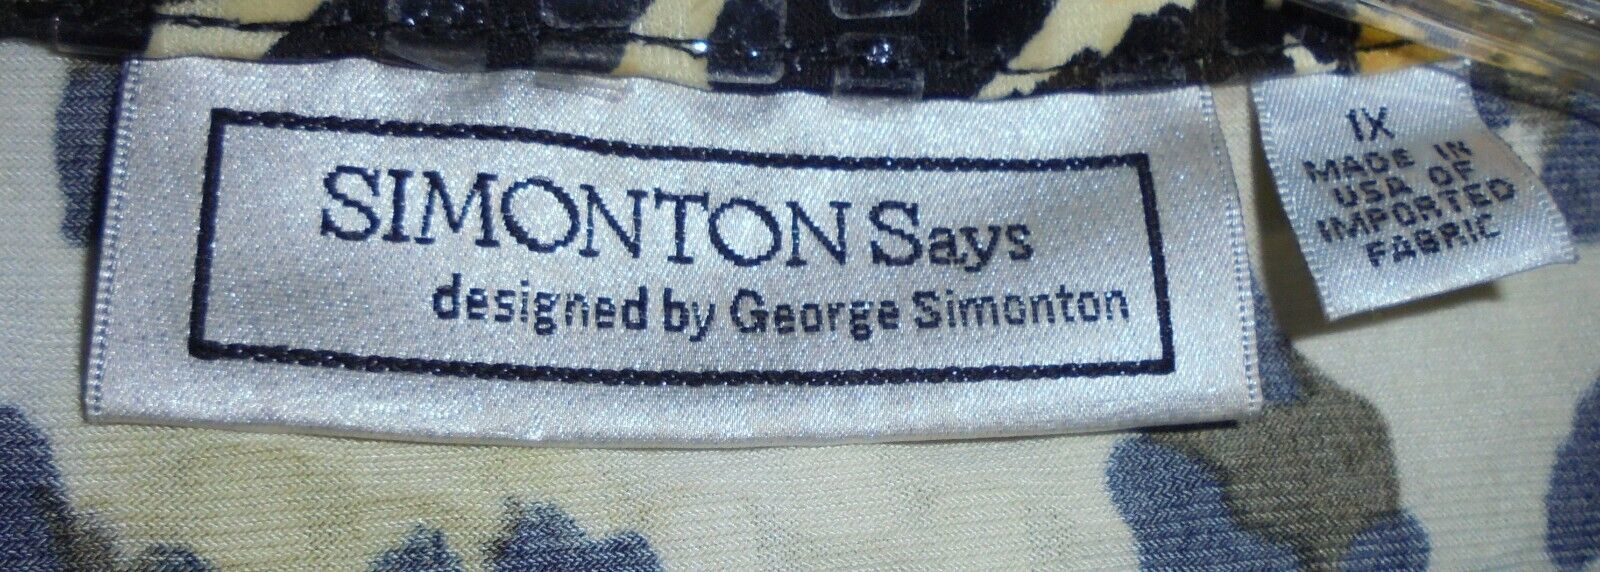 SIMONTON Says
designed by George Simonton
1X
MADE IN
USA OF
IMPORTED
FABRIC